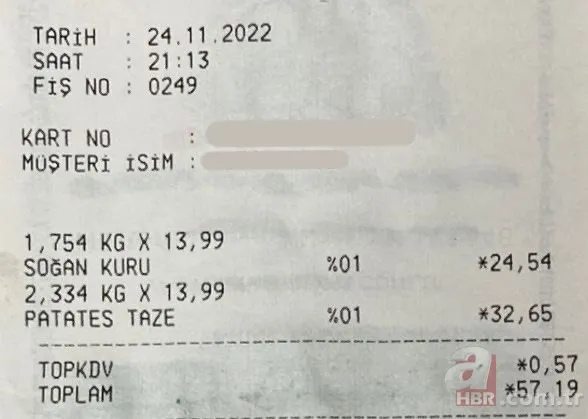 TARİH : 24.11.2022
SAAT : 21:13
FİŞ NO : 0249
KART NO :
MÜŞTERİ İSİM :
1,754 KG X 13,99
SOĞAN KURU %01 *24,54
2,334 KG X 13,99
PATATES TAZE %01 *32,65
TOPKDV *0,57
TOPLAM *57,19
a
HBR.com.tr